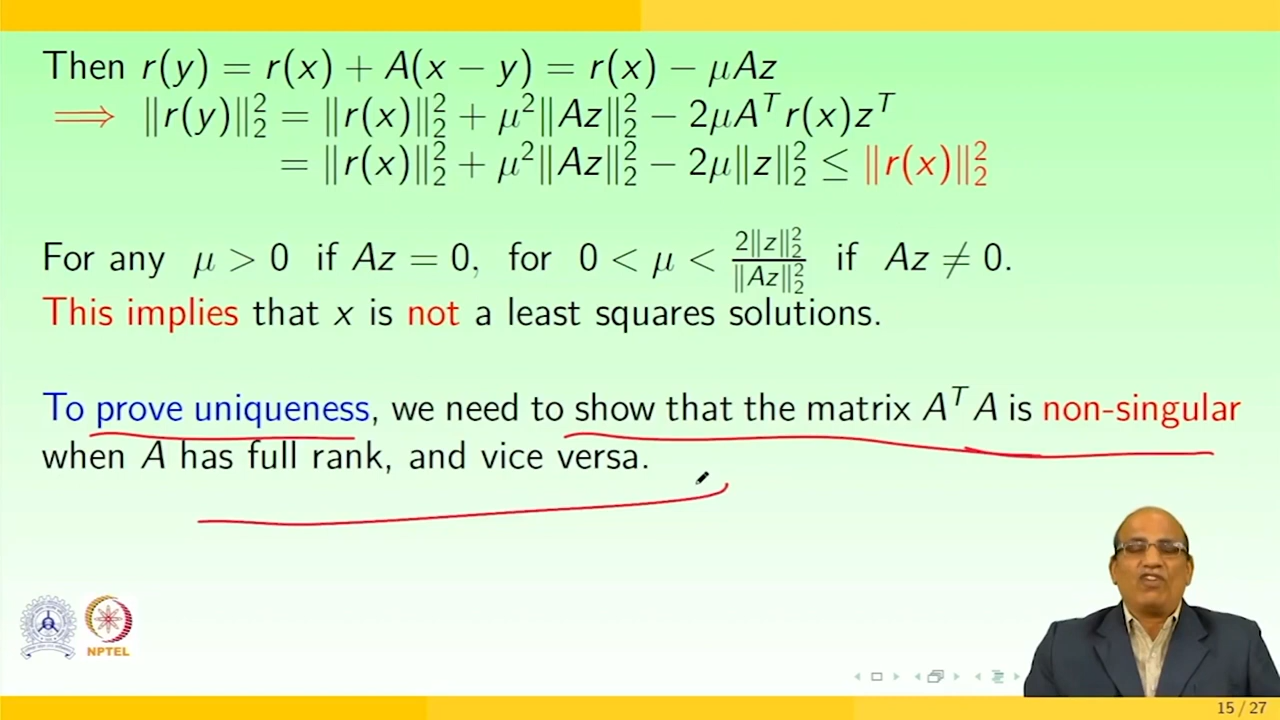 Then r(y) = r(x) + A(x − y) = r(x) − μAz
⟹ ‖r(y)‖₂² = ‖r(x)‖₂² + μ²‖Az‖₂² − 2μAᵀr(x)zᵀ
= ‖r(x)‖₂² + μ²‖Az‖₂² − 2μ‖z‖₂² ≤ ‖r(x)‖₂²
For any μ > 0 if Az = 0, for 0 < μ < 2‖z‖₂²/‖Az‖₂² if Az ≠ 0.
This implies that x is not a least squares solutions.
To prove uniqueness, we need to show that the matrix AᵀA is non-singular
when A has full rank, and vice versa.
NPTEL
15 / 27